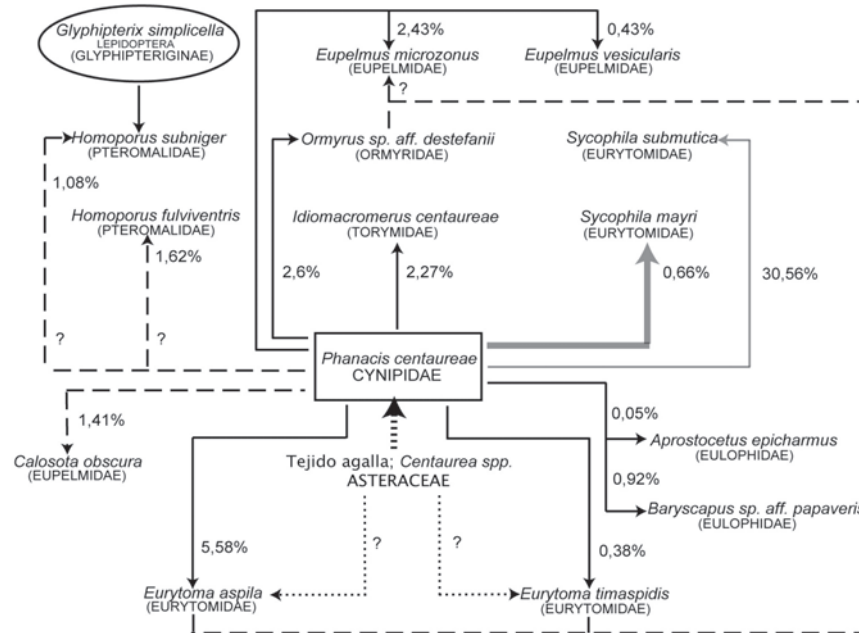 Glyphipterix simplicella
LEPIDOPTERA
(GLYPHIPTERIGINAE)
2,43%
0,43%
Eupelmus microzonus
(EUPELMIDAE)
Eupelmus vesicularis
(EUPELMIDAE)
?
Homoporus subniger
(PTEROMALIDAE)
Ormyrus sp. aff. destefanii
(ORMYRIDAE)
Sycophila submutica
(EURYTOMIDAE)
1,08%
Homoporus fulviventris
(PTEROMALIDAE)
Idiomacromerus centaureae
(TORYMIDAE)
Sycophila mayri
(EURYTOMIDAE)
1,62%
2,6%
2,27%
0,66%
30,56%
?
?
Phanacis centaureae
CYNIPIDAE
1,41%
0,05%
Calosota obscura
(EUPELMIDAE)
Aprostocetus epicharmus
(EULOPHIDAE)
Tejido agalla; Centaurea spp.
ASTERACEAE
0,92%
Baryscapus sp. aff. papaveris
(EULOPHIDAE)
5,58%
?
?
0,38%
Eurytoma aspila
(EURYTOMIDAE)
Eurytoma timaspidis
(EURYTOMIDAE)